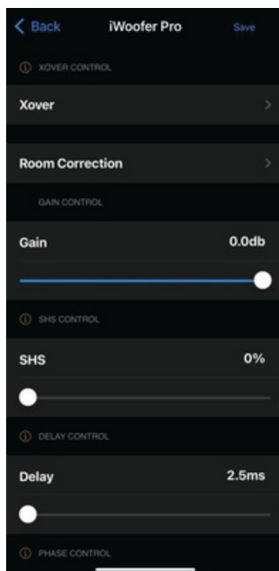 Back iWoofer Pro Save
XOVER CONTROL
Xover
Room Correction
GAIN CONTROL
Gain 0.0db
SHS CONTROL
SHS 0%
DELAY CONTROL
Delay 2.5ms
PHASE CONTROL